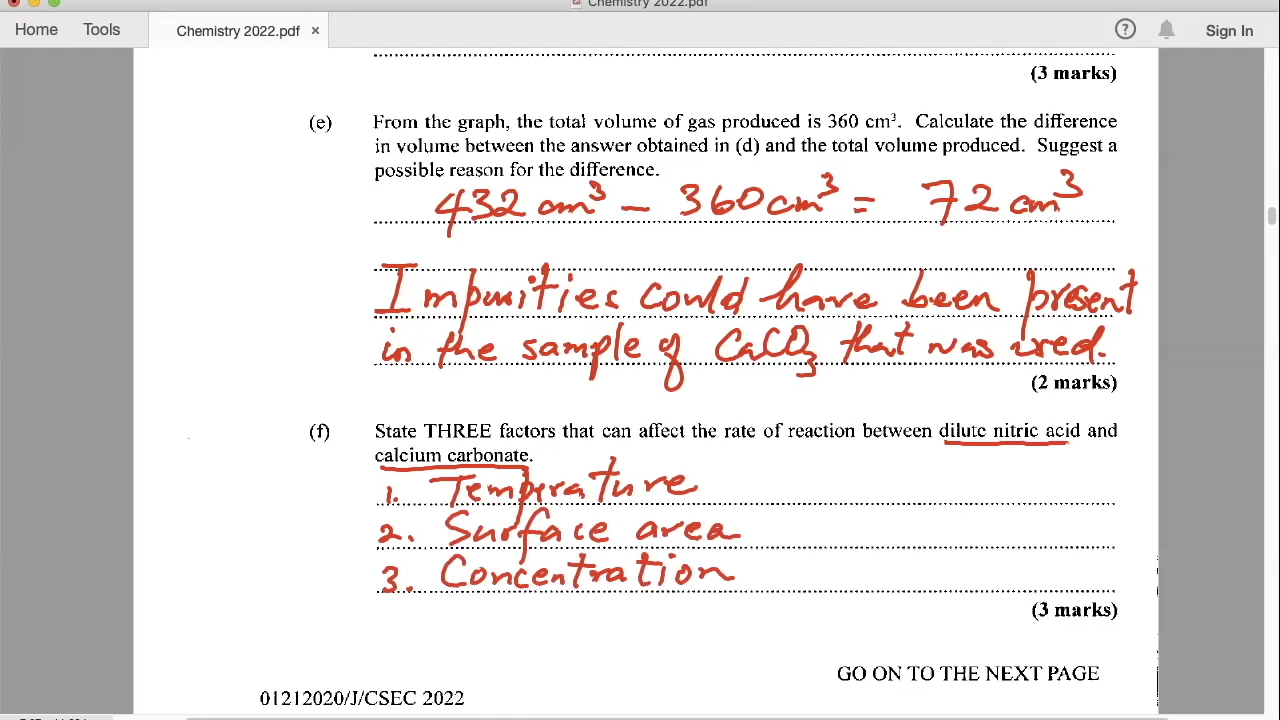 Chemistry 2022.pdf
Home Tools Chemistry 2022.pdf × ? Sign In
(3 marks)
(e) From the graph, the total volume of gas produced is 360 cm³. Calculate the difference
in volume between the answer obtained in (d) and the total volume produced. Suggest a
possible reason for the difference.
432 cm³ – 360 cm³ = 72 cm³
Impurities could have been present
in the sample of CaCO₃ that was used.
(2 marks)
(f) State THREE factors that can affect the rate of reaction between dilute nitric acid and
calcium carbonate.
1. Temperature
2. Surface area
3. Concentration
(3 marks)
GO ON TO THE NEXT PAGE
01212020/J/CSEC 2022